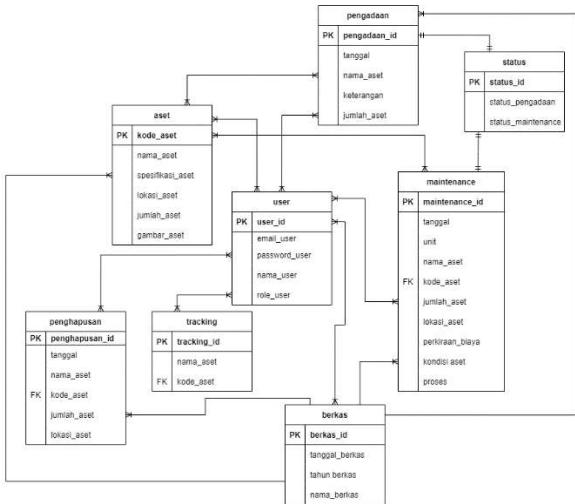 pengadaan
PK pengadaan_id
tanggal
nama_aset
keterangan
jumlah_aset
status
PK status_id
status_pengadaan
status_maintenance
aset
PK kode_aset
nama_aset
spesifikasi_aset
lokasi_aset
jumlah_aset
gambar_aset
maintenance
PK maintenance_id
tanggal
unit
nama_aset
FK kode_aset
jumlah_aset
lokasi_aset
perkiraan_biaya
kondisi aset
proses
user
PK user_id
email_user
password_user
nama_user
role_user
penghapusan
PK penghapusan_id
tanggal
nama_aset
FK kode_aset
jumlah_aset
lokasi_aset
tracking
PK tracking_id
nama_aset
FK kode_aset
berkas
PK berkas_id
tanggal_berkas
tahun berkas
nama_berkas